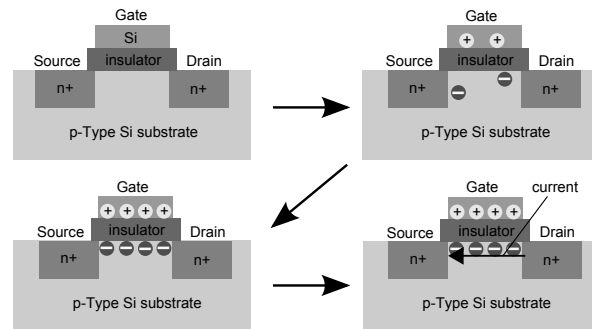 Gate
Si
Source
insulator
Drain
n+
n+
p-Type Si substrate
Gate
+ +
Source
insulator
Drain
n+
− −
n+
p-Type Si substrate
Gate
+ + + +
Source
insulator
Drain
− − − −
n+
n+
p-Type Si substrate
Gate
current
+ + + +
Source
insulator
Drain
− − − −
n+
n+
p-Type Si substrate